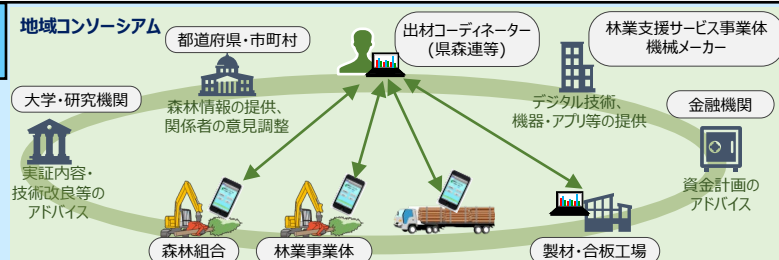 地域コンソーシアム
都道府県・市町村
森林情報の提供、
関係者の意見調整
出材コーディネーター
(県森連等)
林業支援サービス事業体
機械メーカー
デジタル技術、
機器・アプリ等の提供
大学・研究機関
実証内容・
技術改良等の
アドバイス
金融機関
資金計画の
アドバイス
森林組合
林業事業体
製材・合板工場